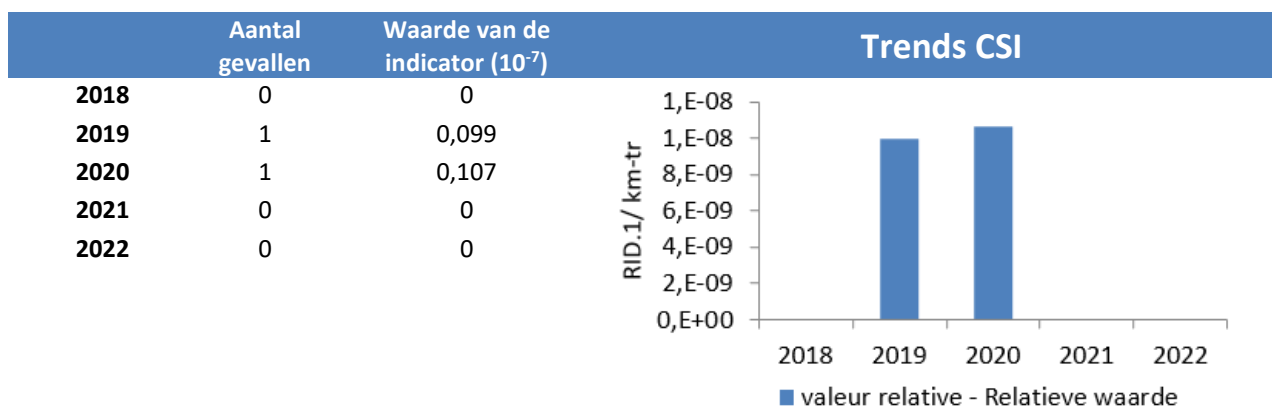 Aantal gevallen
Waarde van de indicator (10⁻⁷)
Trends CSI
2018 0 0
2019 1 0,099
2020 1 0,107
2021 0 0
2022 0 0
RID.1/ km-tr
1,E-08
1,E-08
8,E-09
6,E-09
4,E-09
2,E-09
0,E+00
2018 2019 2020 2021 2022
valeur relative - Relatieve waarde